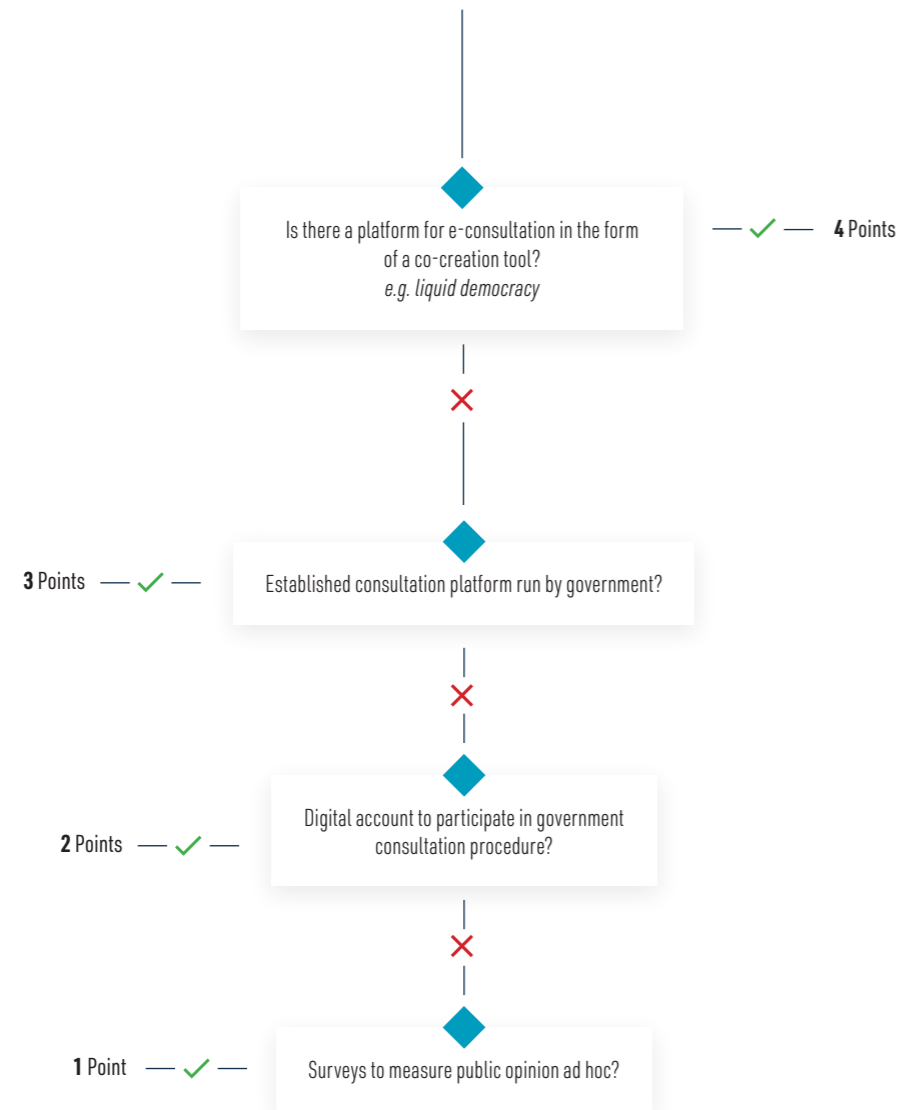 Is there a platform for e-consultation in the form
of a co-creation tool?
e.g. liquid democracy
4 Points
3 Points
Established consultation platform run by government?
Digital account to participate in government
consultation procedure?
2 Points
1 Point
Surveys to measure public opinion ad hoc?